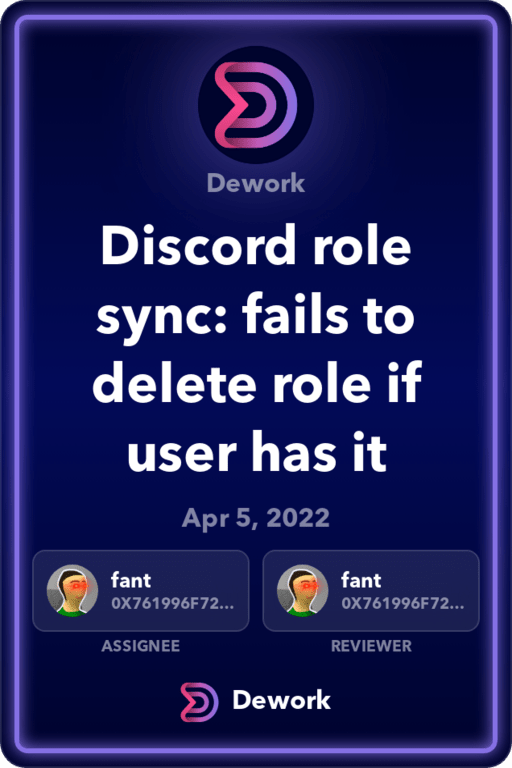 Dework
Discord role
sync: fails to
delete role if
user has it
Apr 5, 2022
fant
0X761996F72...
ASSIGNEE
fant
0X761996F72...
REVIEWER
Dework